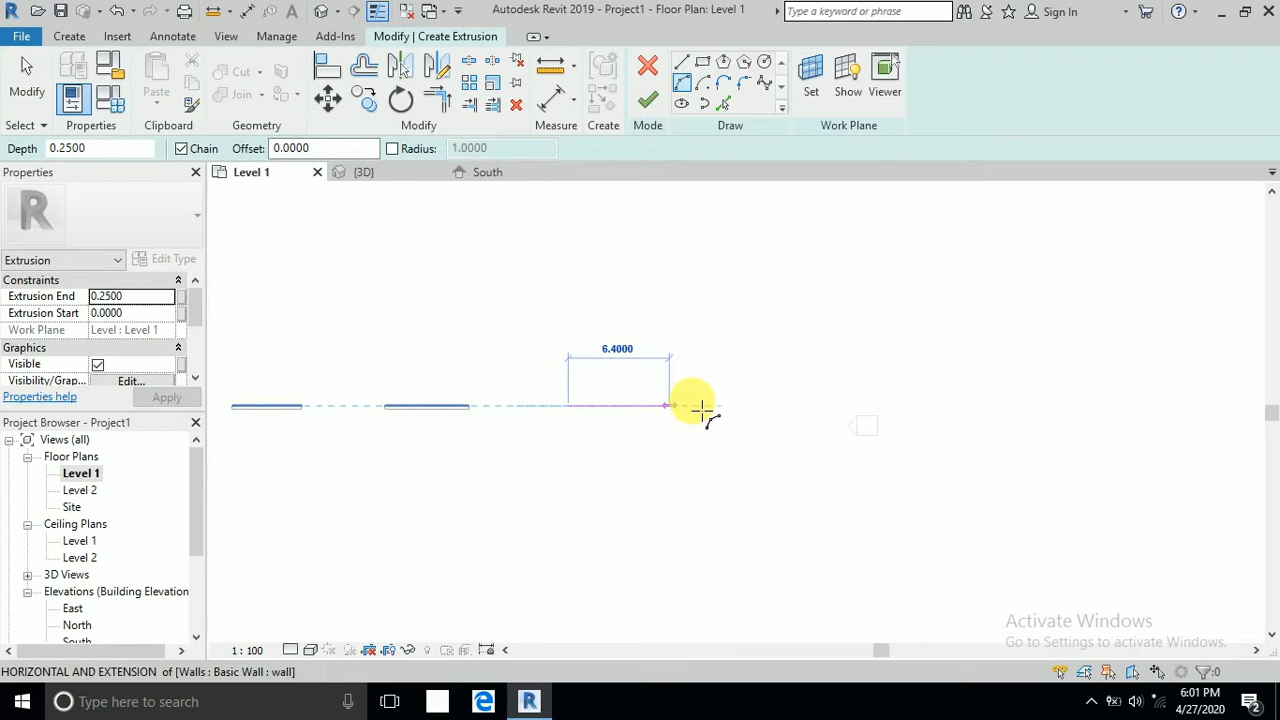 Autodesk Revit 2019 - Project1 - Floor Plan: Level 1
Type a keyword or phrase
Sign In
File
Create
Insert
Annotate
View
Manage
Add-Ins
Modify | Create Extrusion
Modify
Paste
Cut
Join
Set
Show
Viewer
Select
Properties
Clipboard
Geometry
Modify
Measure
Create
Mode
Draw
Work Plane
Depth 0.2500
Chain
Offset: 0.0000
Radius: 1.0000
Properties
Level 1
{3D}
South
R
Extrusion
Edit Type
Constraints
Extrusion End 0.2500
Extrusion Start 0.0000
Work Plane Level : Level 1
Graphics
Visible
Visibility/Grap... Edit...
Properties help
Apply
6.4000
Project Browser - Project1
Views (all)
Floor Plans
Level 1
Level 2
Site
Ceiling Plans
Level 1
Level 2
3D Views
Elevations (Building Elevation
East
North
South
Activate Windows
Go to Settings to activate Windows.
1 : 100
HORIZONTAL AND EXTENSION of [Walls : Basic Wall : wall]
:0
Type here to search
6:01 PM
4/27/2020
2